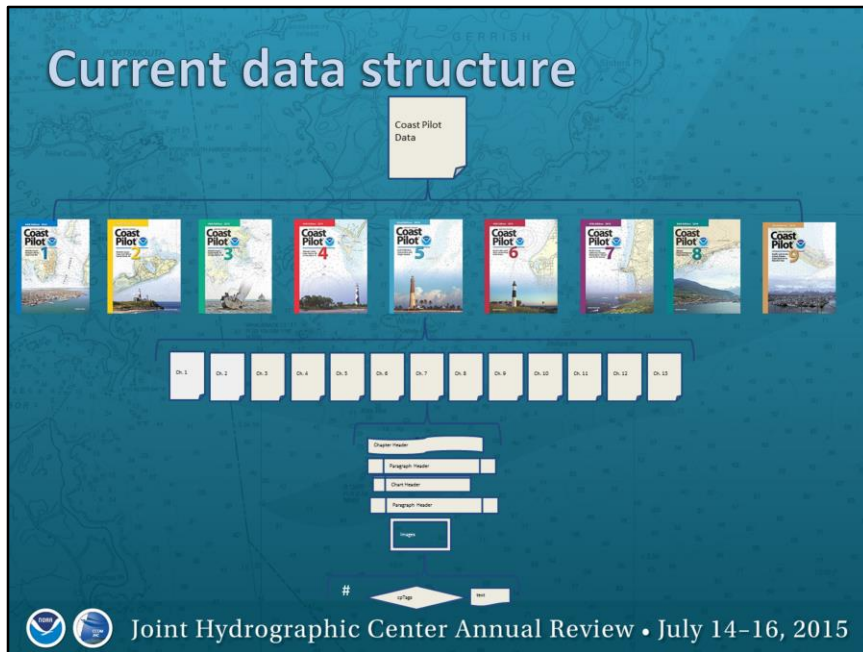 Current data structure
Coast Pilot
Data
Coast
Pilot
1
Coast
Pilot
2
Coast
Pilot
3
Coast
Pilot
4
Coast
Pilot
5
Coast
Pilot
6
Coast
Pilot
7
Coast
Pilot
8
Coast
Pilot
9
Ch. 1
Ch. 2
Ch. 3
Ch. 4
Ch. 5
Ch. 6
Ch. 7
Ch. 8
Ch. 9
Ch. 10
Ch. 11
Ch. 12
Ch. 13
Chapter Header
Paragraph Header
Chart Header
Paragraph Header
Images
#
cpTags
Joint Hydrographic Center Annual Review • July 14–16, 2015